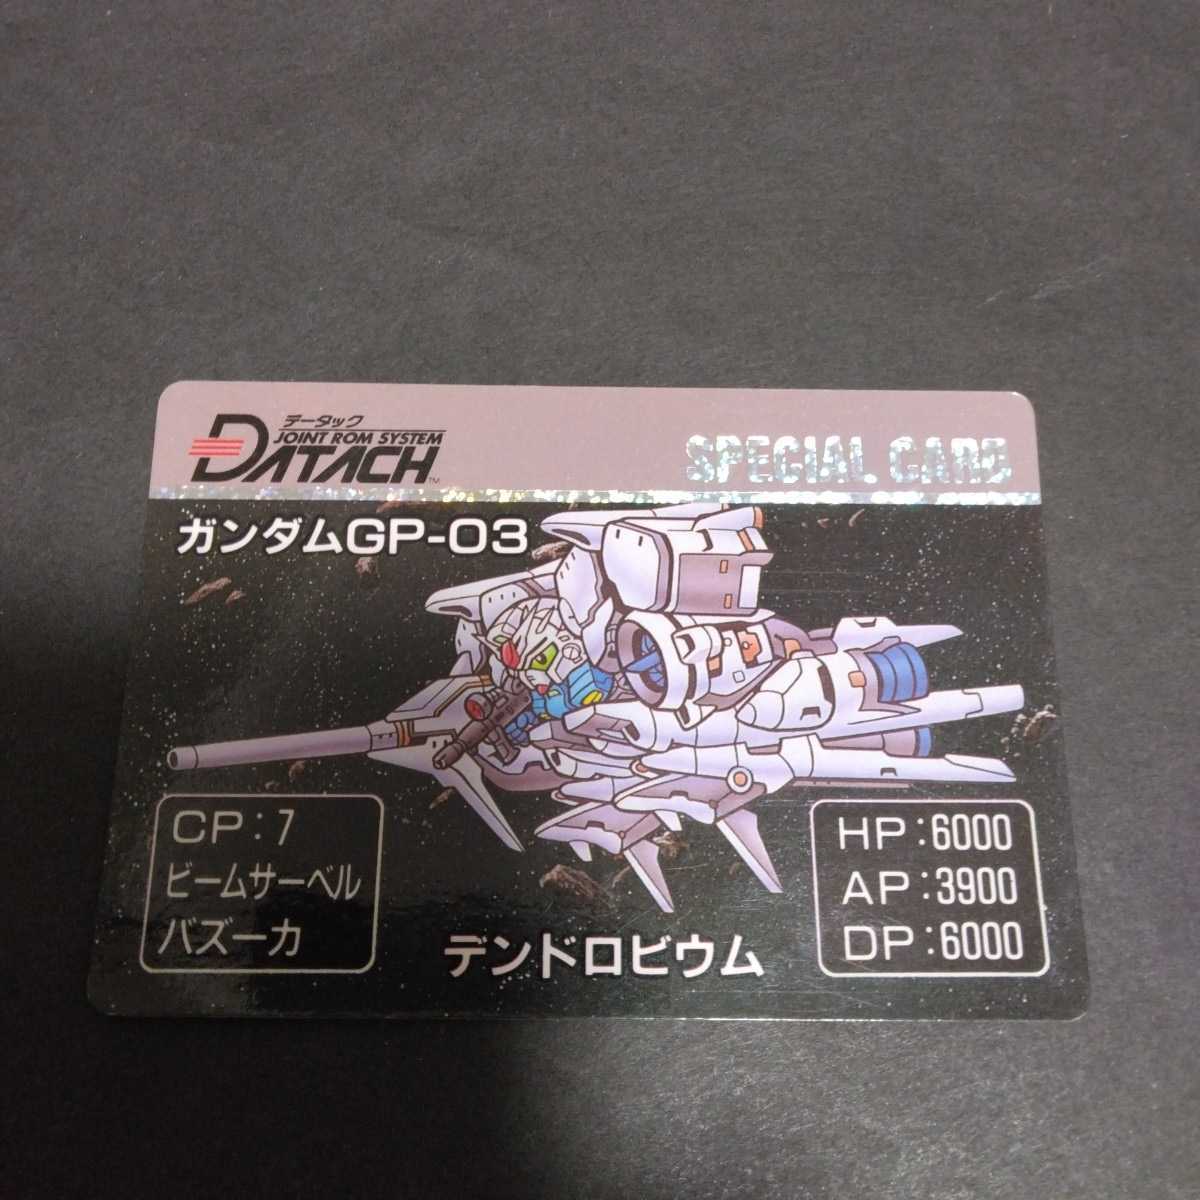 データック
JOINT ROM SYSTEM
DATACH
TM
SPECIAL CARD
ガンダムGP-03
CP:7
ビームサーベル
バズーカ
デンドロビウム
HP:6000
AP:3900
DP:6000